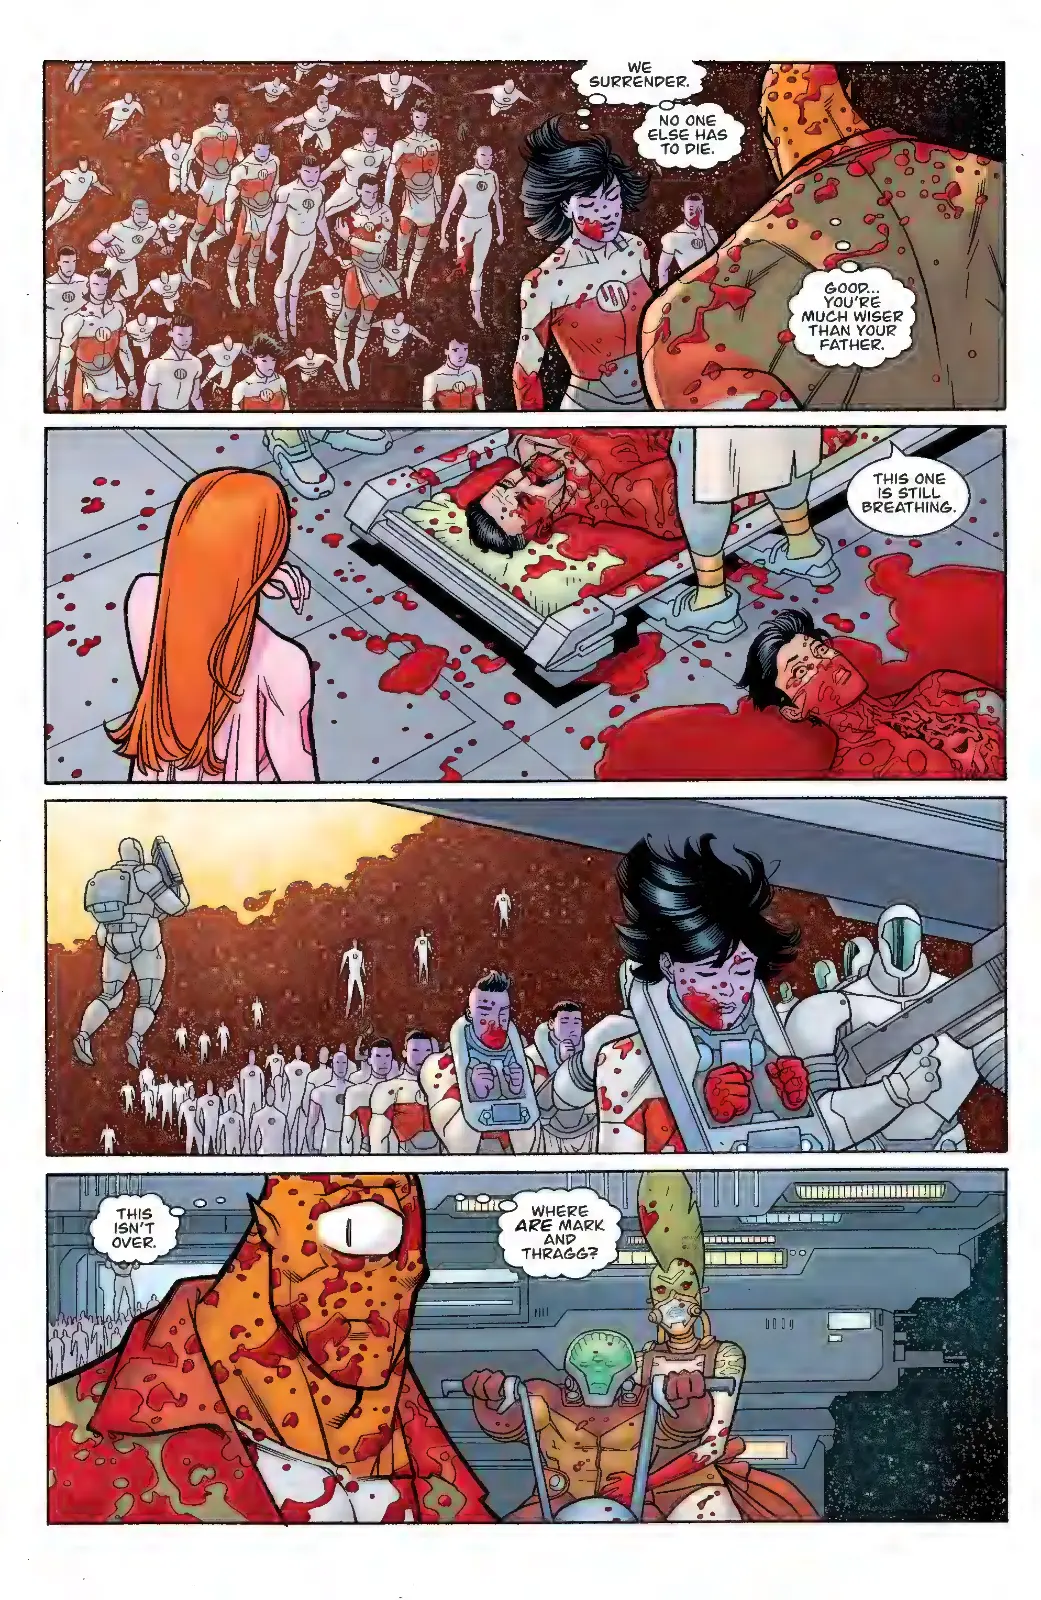 WE
SURRENDER.
NO ONE
ELSE HAS
TO DIE.
GOOD...
YOU'RE
MUCH WISER
THAN YOUR
FATHER.
THIS ONE
IS STILL
BREATHING.
THIS
ISN'T
OVER.
WHERE
ARE MARK
AND
THRAGG?